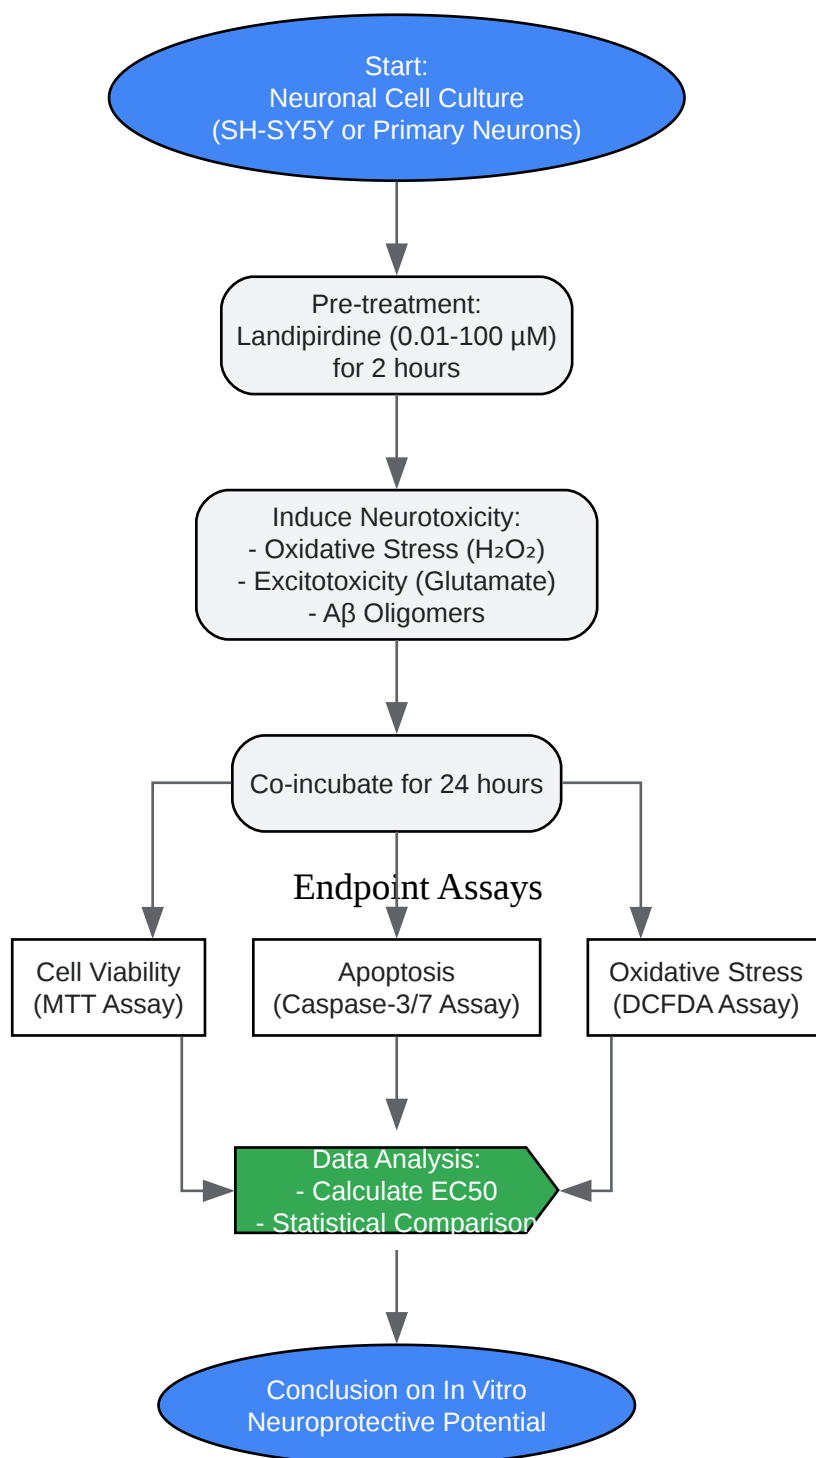 Start:
Neuronal Cell Culture
(SH-SY5Y or Primary Neurons)
Pre-treatment:
Landipirdine (0.01-100 µM)
for 2 hours
Induce Neurotoxicity:
- Oxidative Stress (H₂O₂)
- Excitotoxicity (Glutamate)
- Aβ Oligomers
Co-incubate for 24 hours
Endpoint Assays
Cell Viability
(MTT Assay)
Apoptosis
(Caspase-3/7 Assay)
Oxidative Stress
(DCFDA Assay)
Data Analysis:
- Calculate EC50
- Statistical Comparison
Conclusion on In Vitro
Neuroprotective Potential